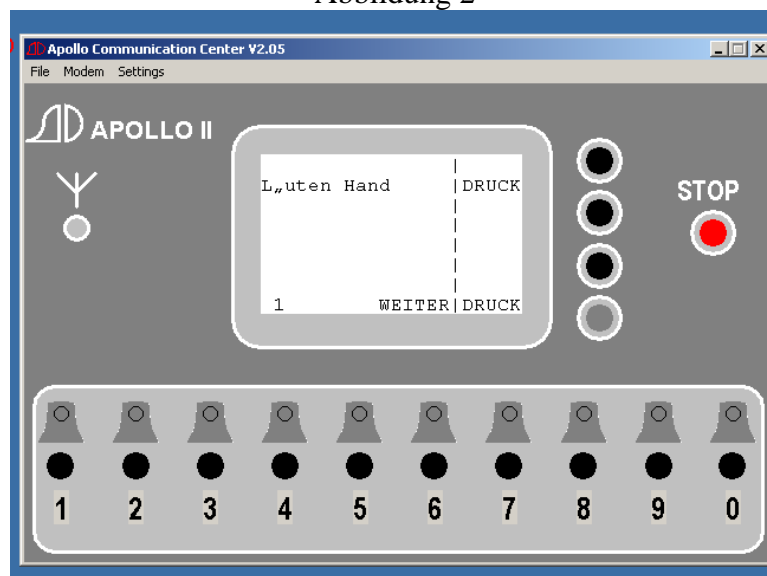 Abbildung 2
Apollo Communication Center V2.05
File Modem Settings
APOLLO II
L„uten Hand |DRUCK
1 WEITER|DRUCK
STOP
1 2 3 4 5 6 7 8 9 0